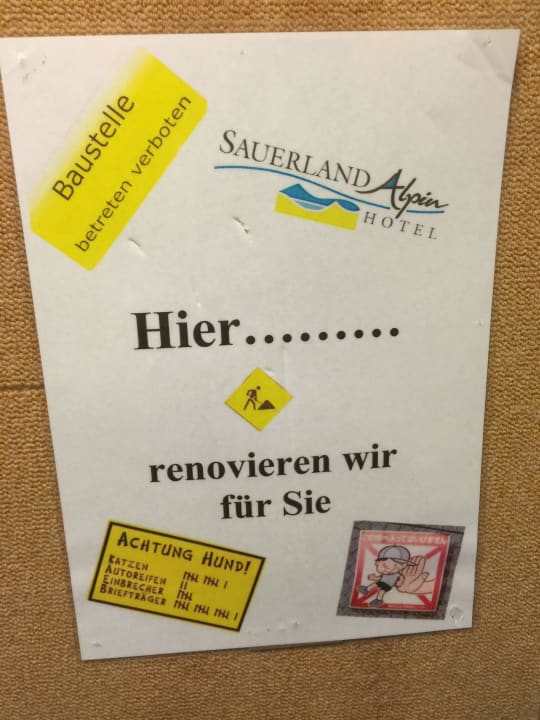 Baustelle
betreten verboten
SAUERLAND Alpin
HOTEL
Hier.........
renovieren wir
für Sie
ACHTUNG HUND!
KATZEN
AUTOREIFEN
EINBRECHER
BRIEFTRÄGER